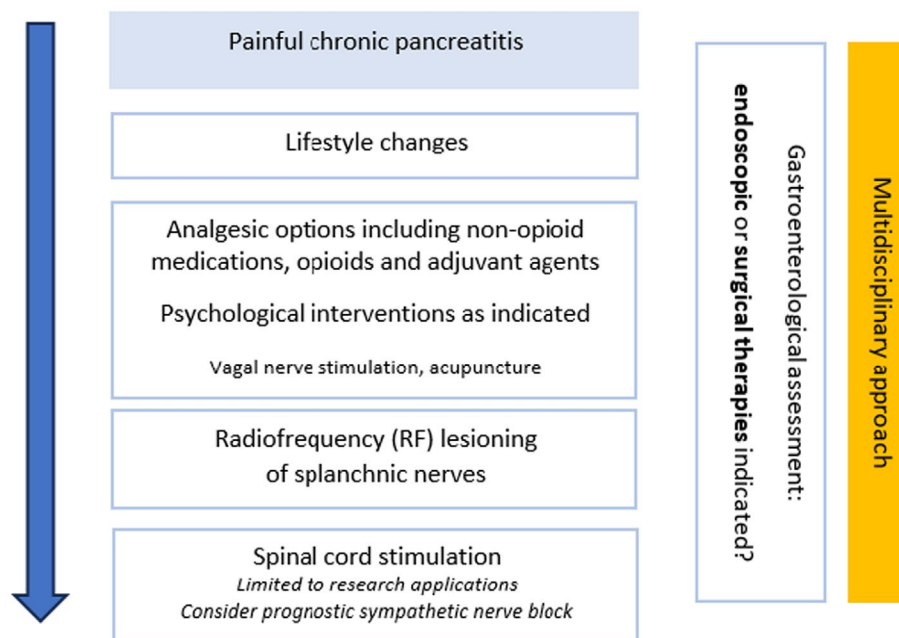 Painful chronic pancreatitis
Lifestyle changes
Analgesic options including non-opioid
medications, opioids and adjuvant agents
Psychological interventions as indicated
Vagal nerve stimulation, acupuncture
Radiofrequency (RF) lesioning
of splanchnic nerves
Spinal cord stimulation
Limited to research applications
Consider prognostic sympathetic nerve block
Gastroenterological assessment:
endoscopic or surgical therapies indicated?
Multidisciplinary approach